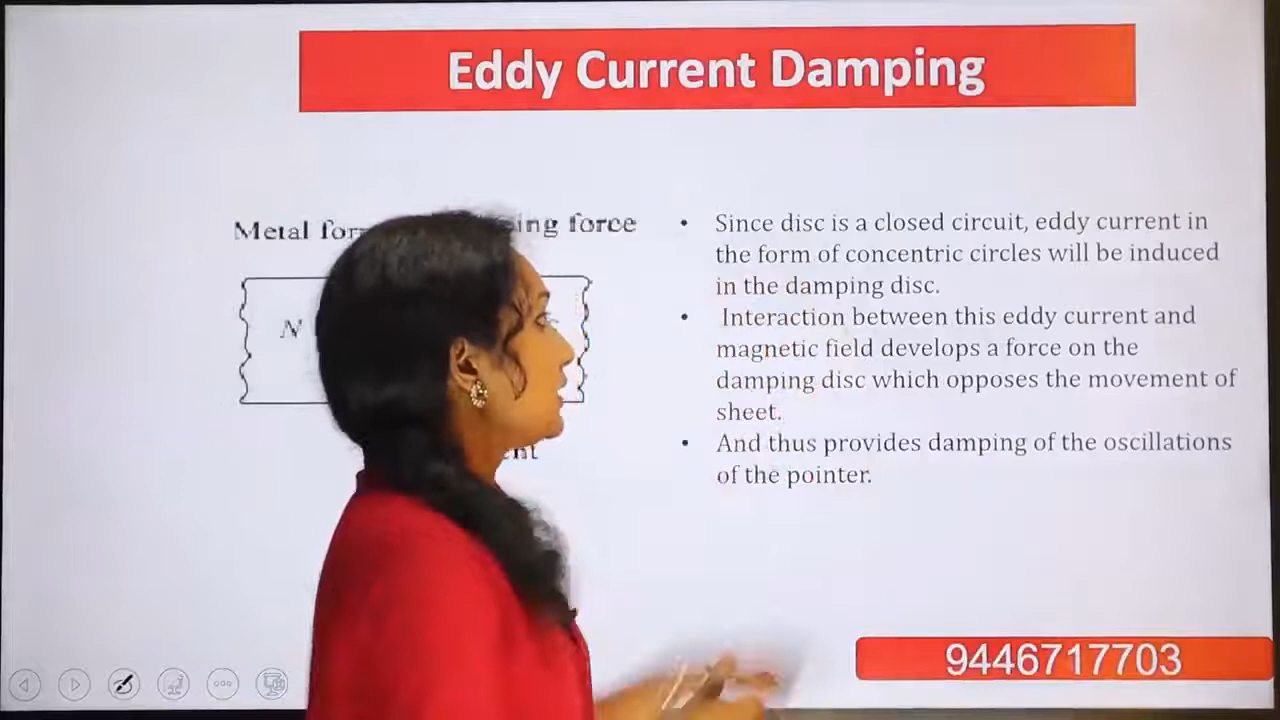 Eddy Current Damping
Metal for
ing force
N
ent
• Since disc is a closed circuit, eddy current in
the form of concentric circles will be induced
in the damping disc.
• Interaction between this eddy current and
magnetic field develops a force on the
damping disc which opposes the movement of
sheet.
• And thus provides damping of the oscillations
of the pointer.
9446717703